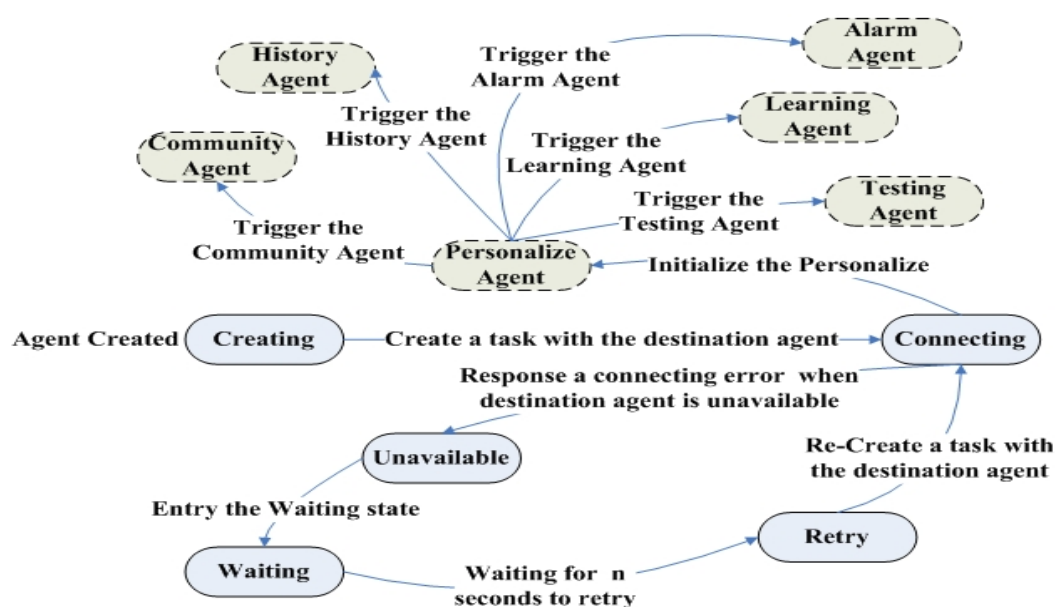 History
Agent
Trigger the
Alarm Agent
Alarm
Agent
Trigger the
History Agent
Learning
Agent
Trigger the
Learning Agent
Community
Agent
Testing
Agent
Trigger the
Testing Agent
Trigger the
Community Agent
Personalize
Agent
Initialize the Personalize
Agent Created
Creating
Create a task with the destination agent
Connecting
Response a connecting error when
destination agent is unavailable
Unavailable
Re-Create a task with
the destination agent
Entry the Waiting state
Retry
Waiting
Waiting for n
seconds to retry